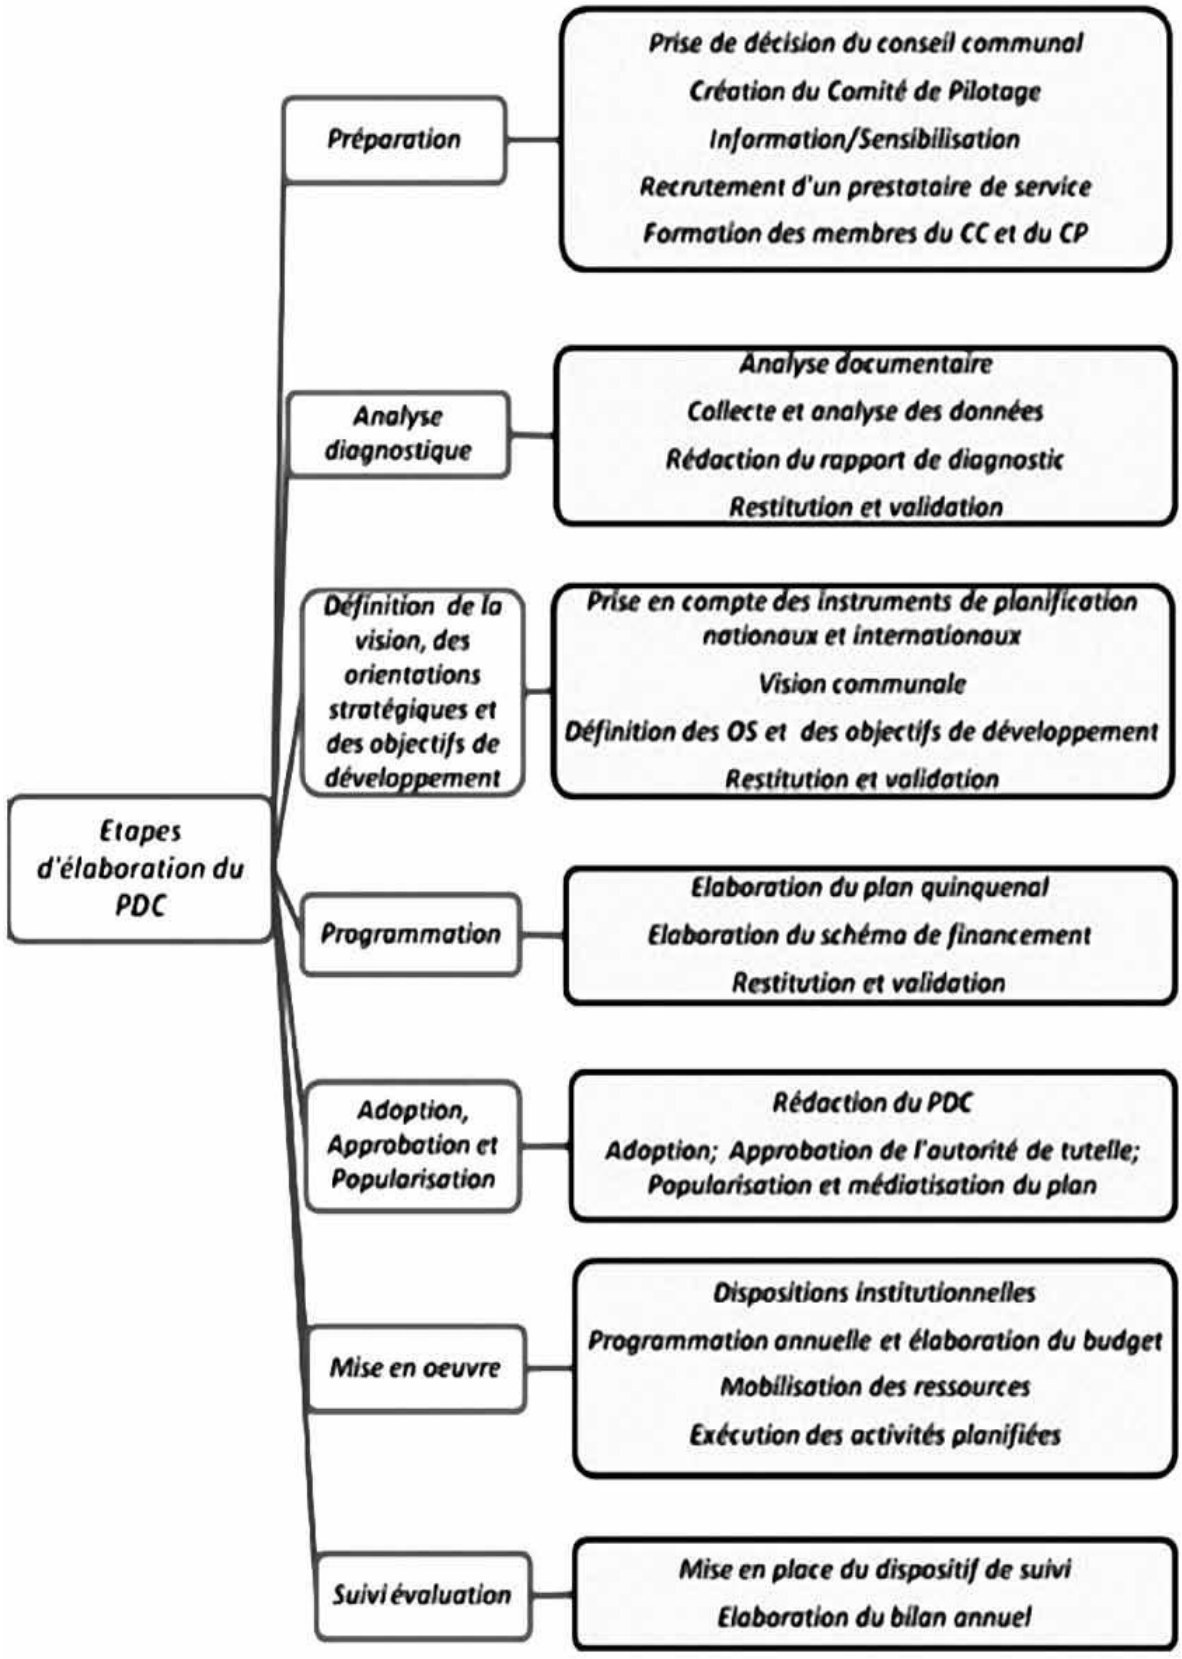 Prise de décision du conseil communal
Création du Comité de Pilotage
Préparation
Information/Sensibilisation
Recrutement d'un prestataire de service
Formation des membres du CC et du CP
Analyse
diagnostique
Analyse documentaire
Collecte et analyse des données
Rédaction du rapport de diagnostic
Restitution et validation
Définition de la
vision, des
orientations
stratégiques et
des objectifs de
développement
Prise en compte des instruments de planification
nationaux et internationaux
Vision communale
Définition des OS et des objectifs de développement
Restitution et validation
Etapes
d'élaboration du
PDC
Programmation
Elaboration du plan quinquenal
Elaboration du schéma de financement
Restitution et validation
Adoption,
Approbation et
Popularisation
Rédaction du PDC
Adoption; Approbation de l'autorité de tutelle;
Popularisation et médiatisation du plan
Mise en oeuvre
Dispositions institutionnelles
Programmation annuelle et élaboration du budget
Mobilisation des ressources
Exécution des activités planifiées
Suivi évaluation
Mise en place du dispositif de suivi
Elaboration du bilan annuel